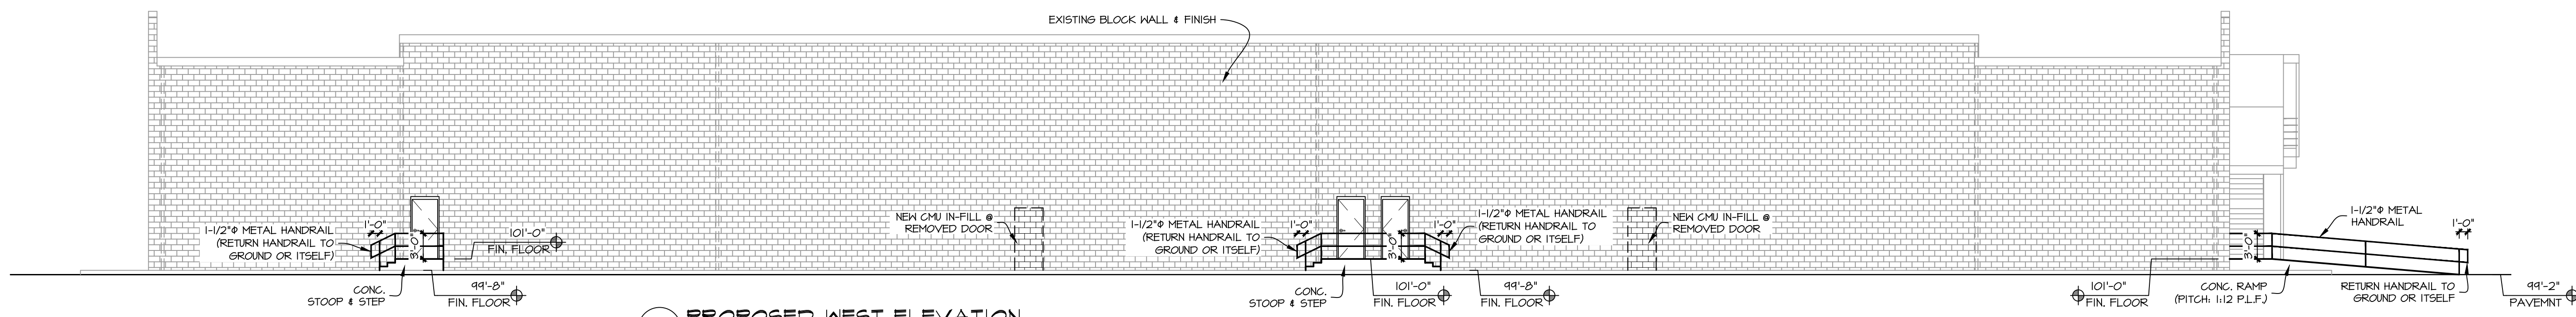 EXISTING BLOCK WALL & FINISH
1'-0"
1-1/2"Φ METAL HANDRAIL
(RETURN HANDRAIL TO
GROUND OR ITSELF)
3'-0"
101'-0"
FIN. FLOOR
CONC.
STOOP & STEP
99'-8"
FIN. FLOOR
NEW CMU IN-FILL @
REMOVED DOOR
1-1/2"Φ METAL HANDRAIL
(RETURN HANDRAIL TO
GROUND OR ITSELF)
1'-0"
3'-0"
1'-0"
1-1/2"Φ METAL HANDRAIL
(RETURN HANDRAIL TO
GROUND OR ITSELF)
CONC.
STOOP & STEP
101'-0"
FIN. FLOOR
99'-8"
FIN. FLOOR
NEW CMU IN-FILL @
REMOVED DOOR
1-1/2"Φ METAL
HANDRAIL
1'-0"
3'-0"
101'-0"
FIN. FLOOR
CONC. RAMP
(PITCH: 1:12 P.L.F.)
RETURN HANDRAIL TO
GROUND OR ITSELF
99'-2"
PAVEMNT
PROPOSED WEST ELEVATION